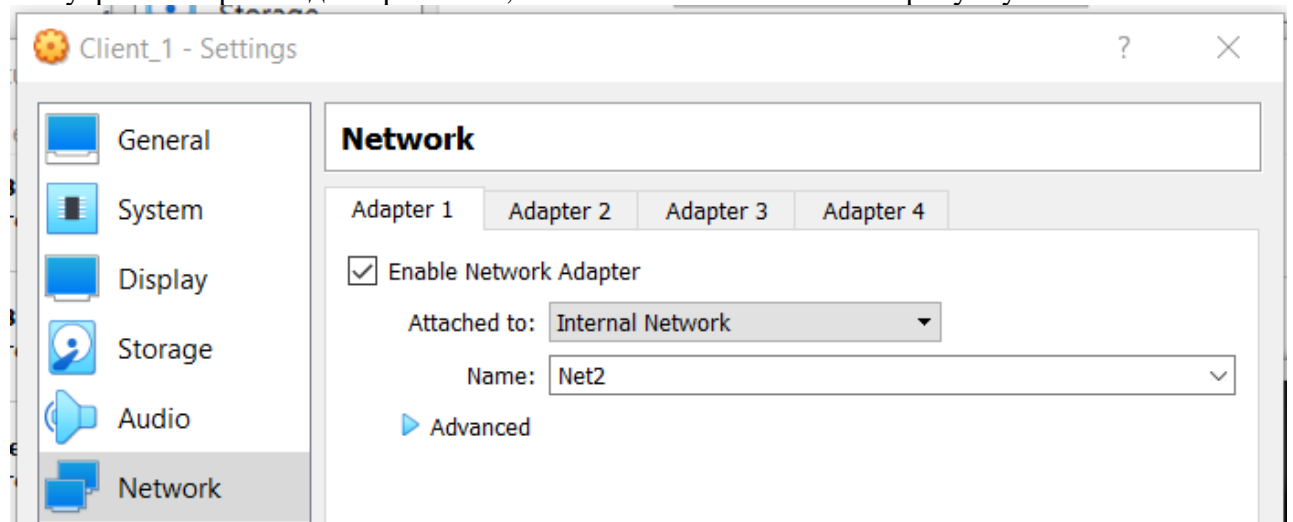 Storage
Client_1 - Settings
?
General
System
Display
Storage
Audio
Network
Network
Adapter 1
Adapter 2
Adapter 3
Adapter 4
Enable Network Adapter
Attached to: Internal Network
Name: Net2
Advanced